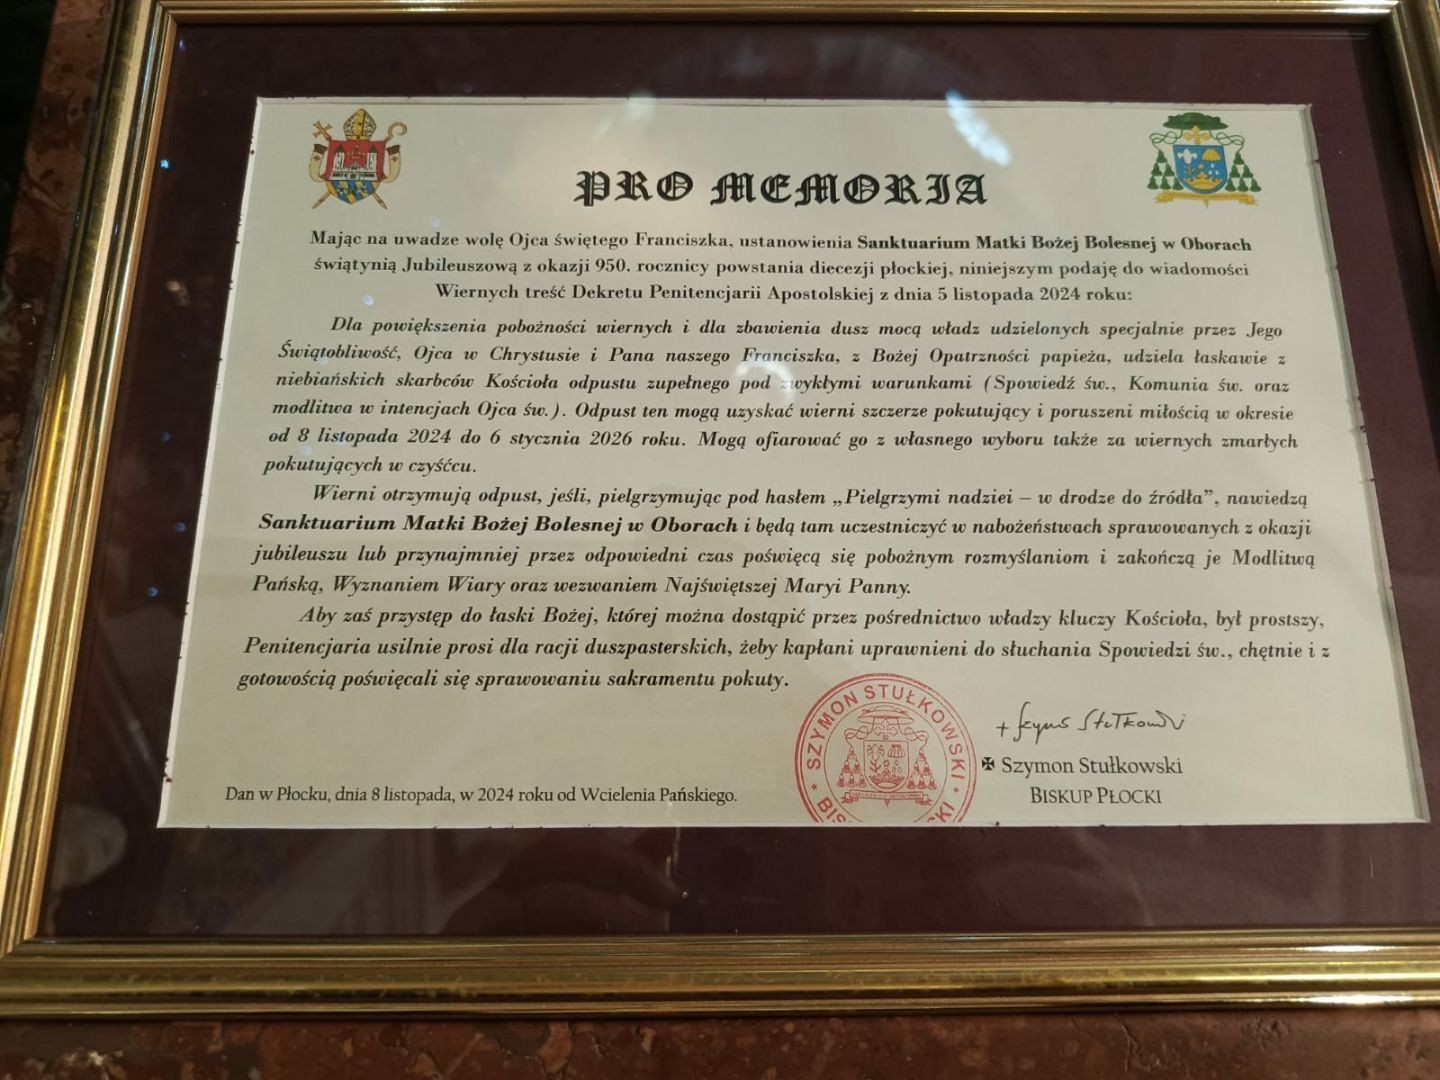 PRO MEMORIA
Mając na uwadze wolę Ojca świętego Franciszka, ustanowienia Sanktuarium Matki Bożej Bolesnej w Oborach
świątynią Jubileuszową z okazji 950. rocznicy powstania diecezji płockiej, niniejszym podaję do wiadomości
Wiernych treść Dekretu Penitencjarii Apostolskiej z dnia 5 listopada 2024 roku:
Dla powiększenia pobożności wiernych i dla zbawienia dusz mocą władz udzielonych specjalnie przez Jego
Świątobliwość, Ojca w Chrystusie i Pana naszego Franciszka, z Bożej Opatrzności papieża, udziela łaskawie z
niebiańskich skarbców Kościoła odpustu zupełnego pod zwykłymi warunkami (Spowiedź św., Komunia św. oraz
modlitwa w intencjach Ojca św.). Odpust ten mogą uzyskać wierni szczerze pokutujący i poruszeni miłością w okresie
od 8 listopada 2024 do 6 stycznia 2026 roku. Mogą ofiarować go z własnego wyboru także za wiernych zmarłych
pokutujących w czyśćcu.
Wierni otrzymują odpust, jeśli, pielgrzymując pod hasłem „Pielgrzymi nadziei – w drodze do źródła”, nawiedzą
Sanktuarium Matki Bożej Bolesnej w Oborach i będą tam uczestniczyć w nabożeństwach sprawowanych z okazji
jubileuszu lub przynajmniej przez odpowiedni czas poświęcą się pobożnym rozmyślaniom i zakończą je Modlitwą
Pańską, Wyznaniem Wiary oraz wezwaniem Najświętszej Maryi Panny.
Aby zaś przystęp do łaski Bożej, której można dostąpić przez pośrednictwo władzy kluczy Kościoła, był prostszy,
Penitencjaria usilnie prosi dla racji duszpasterskich, żeby kapłani uprawnieni do słuchania Spowiedzi św., chętnie i z
gotowością poświęcali się sprawowaniu sakramentu pokuty.
SZYMON STUŁKOWSKI
+ Szymon Stułkowski
✠ Szymon Stułkowski
BISKUP PŁOCKI
Dan w Płocku, dnia 8 listopada, w 2024 roku od Wcielenia Pańskiego.